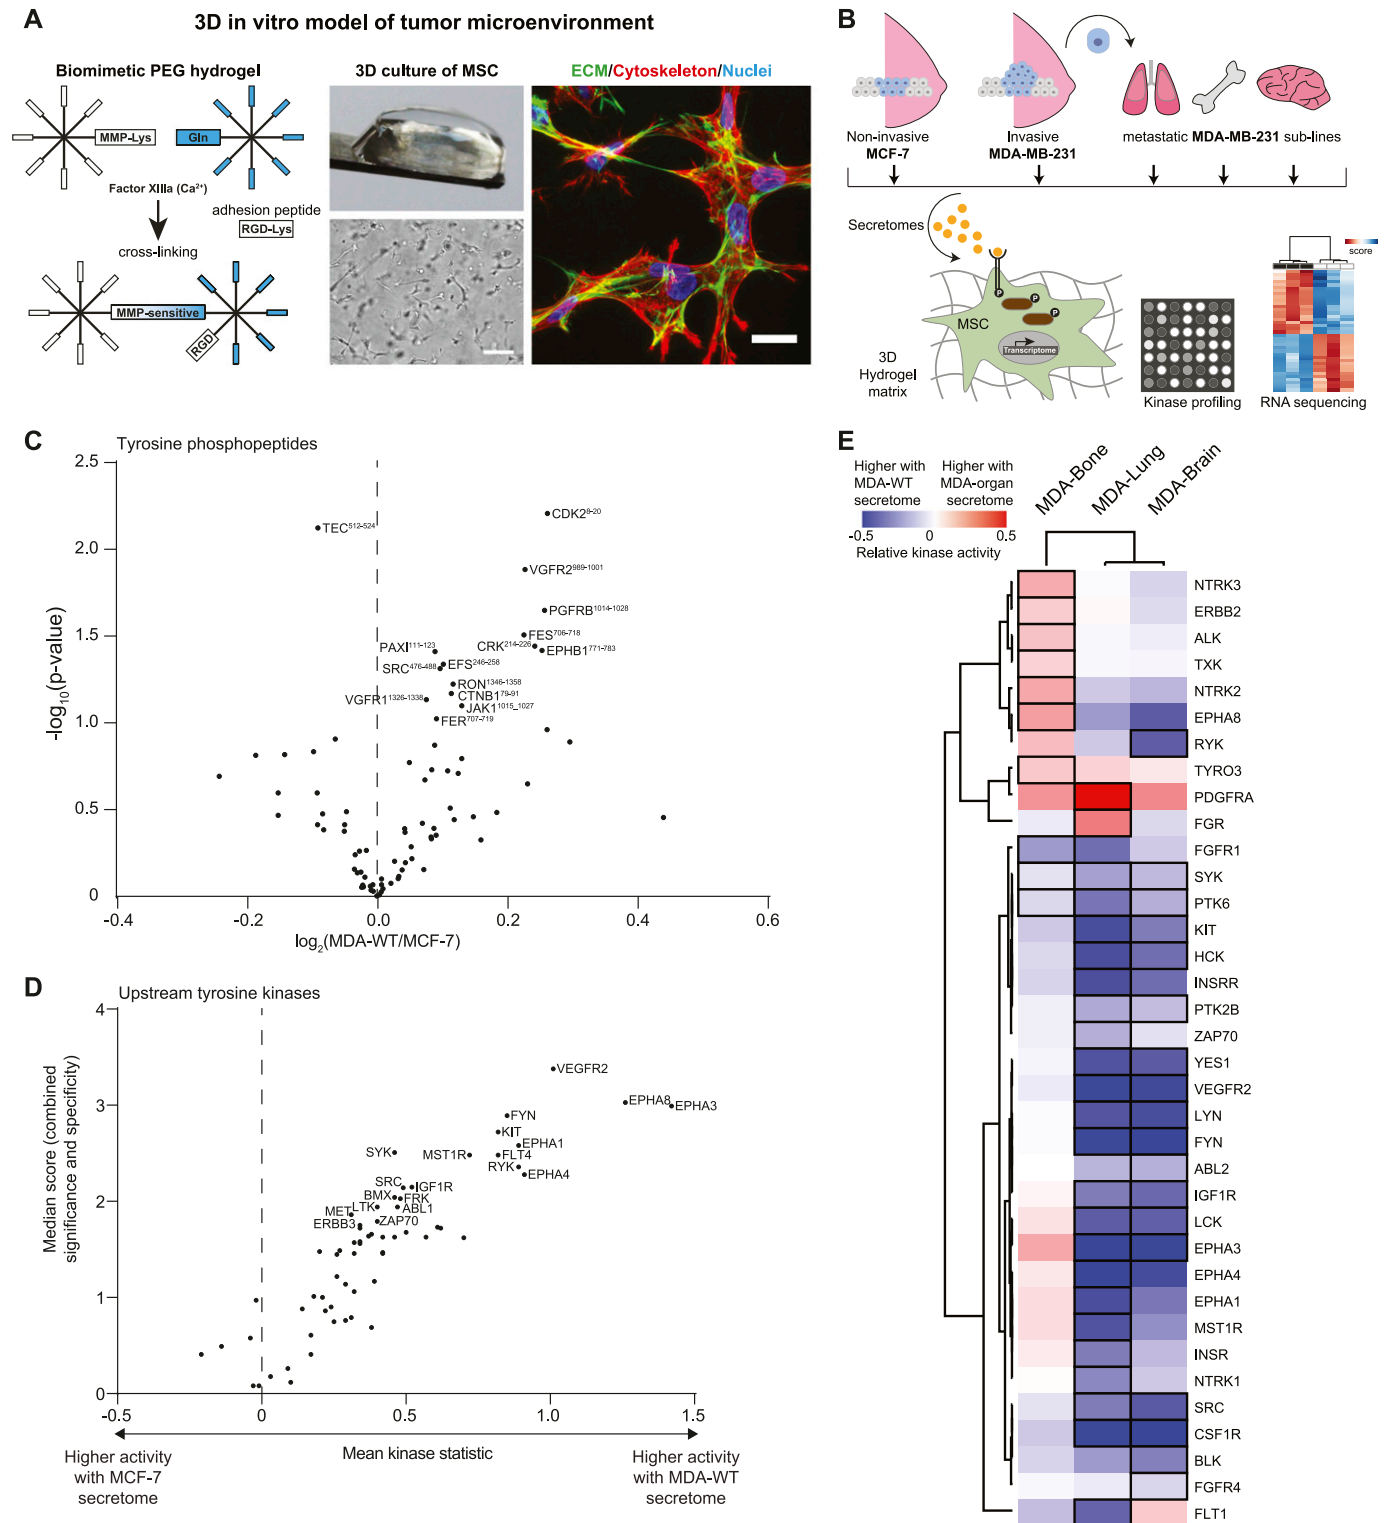 A
3D in vitro model of tumor microenvironment
Biomimetic PEG hydrogel
MMP-Lys
Gln
Factor XIIIa (Ca²⁺)
adhesion peptide
RGD-Lys
cross-linking
MMP-sensitive
RGD
3D culture of MSC
ECM/Cytoskeleton/Nuclei
B
Non-invasive
MCF-7
Invasive
MDA-MB-231
metastatic MDA-MB-231 sub-lines
Secretomes
P
P
P
MSC
Transcriptome
3D
Hydrogel
matrix
Kinase profiling
score
RNA sequencing
C
Tyrosine phosphopeptides
-log₁₀(p-value)
2.5
2.0
1.5
1.0
0.5
0
TEC⁵¹²⁻⁵²⁴
CDK2⁸⁻²⁰
VGFR2⁹⁸⁹⁻¹⁰⁰¹
PGFRB¹⁰¹⁴⁻¹⁰²⁸
FES⁷⁰⁶⁻⁷¹⁸
CRK²¹⁴⁻²²⁶
EPHB1⁷⁷¹⁻⁷⁸³
PAXI¹¹¹⁻¹²³
EFS²⁴⁶⁻²⁵⁸
SRC⁴⁷⁶⁻⁴⁸⁸
RON¹³⁴⁶⁻¹³⁵⁸
CTNB1⁷⁹⁻⁹¹
VGFR1¹³²⁶⁻¹³³⁸
JAK1¹⁰¹⁵_¹⁰²⁷
FER⁷⁰⁷⁻⁷¹⁹
-0.4
-0.2
0.0
0.2
0.4
0.6
log₂(MDA-WT/MCF-7)
D
Upstream tyrosine kinases
Median score (combined
significance and specificity)
4
3
2
1
0
VEGFR2
EPHA8
EPHA3
FYN
KIT
EPHA1
SYK
MST1R
FLT4
RYK
EPHA4
SRC
IGF1R
BMX
FRK
LTK
ABL1
MET
ZAP70
ERBB3
-0.5
0
0.5
1.0
1.5
Mean kinase statistic
Higher activity
with MCF-7
secretome
Higher activity
with MDA-WT
secretome
E
Higher with
MDA-WT
secretome
Higher with
MDA-organ
secretome
-0.5
0
0.5
Relative kinase activity
MDA-Bone
MDA-Lung
MDA-Brain
NTRK3
ERBB2
ALK
TXK
NTRK2
EPHA8
RYK
TYRO3
PDGFRA
FGR
FGFR1
SYK
PTK6
KIT
HCK
INSRR
PTK2B
ZAP70
YES1
VEGFR2
LYN
FYN
ABL2
IGF1R
LCK
EPHA3
EPHA4
EPHA1
MST1R
INSR
NTRK1
SRC
CSF1R
BLK
FGFR4
FLT1